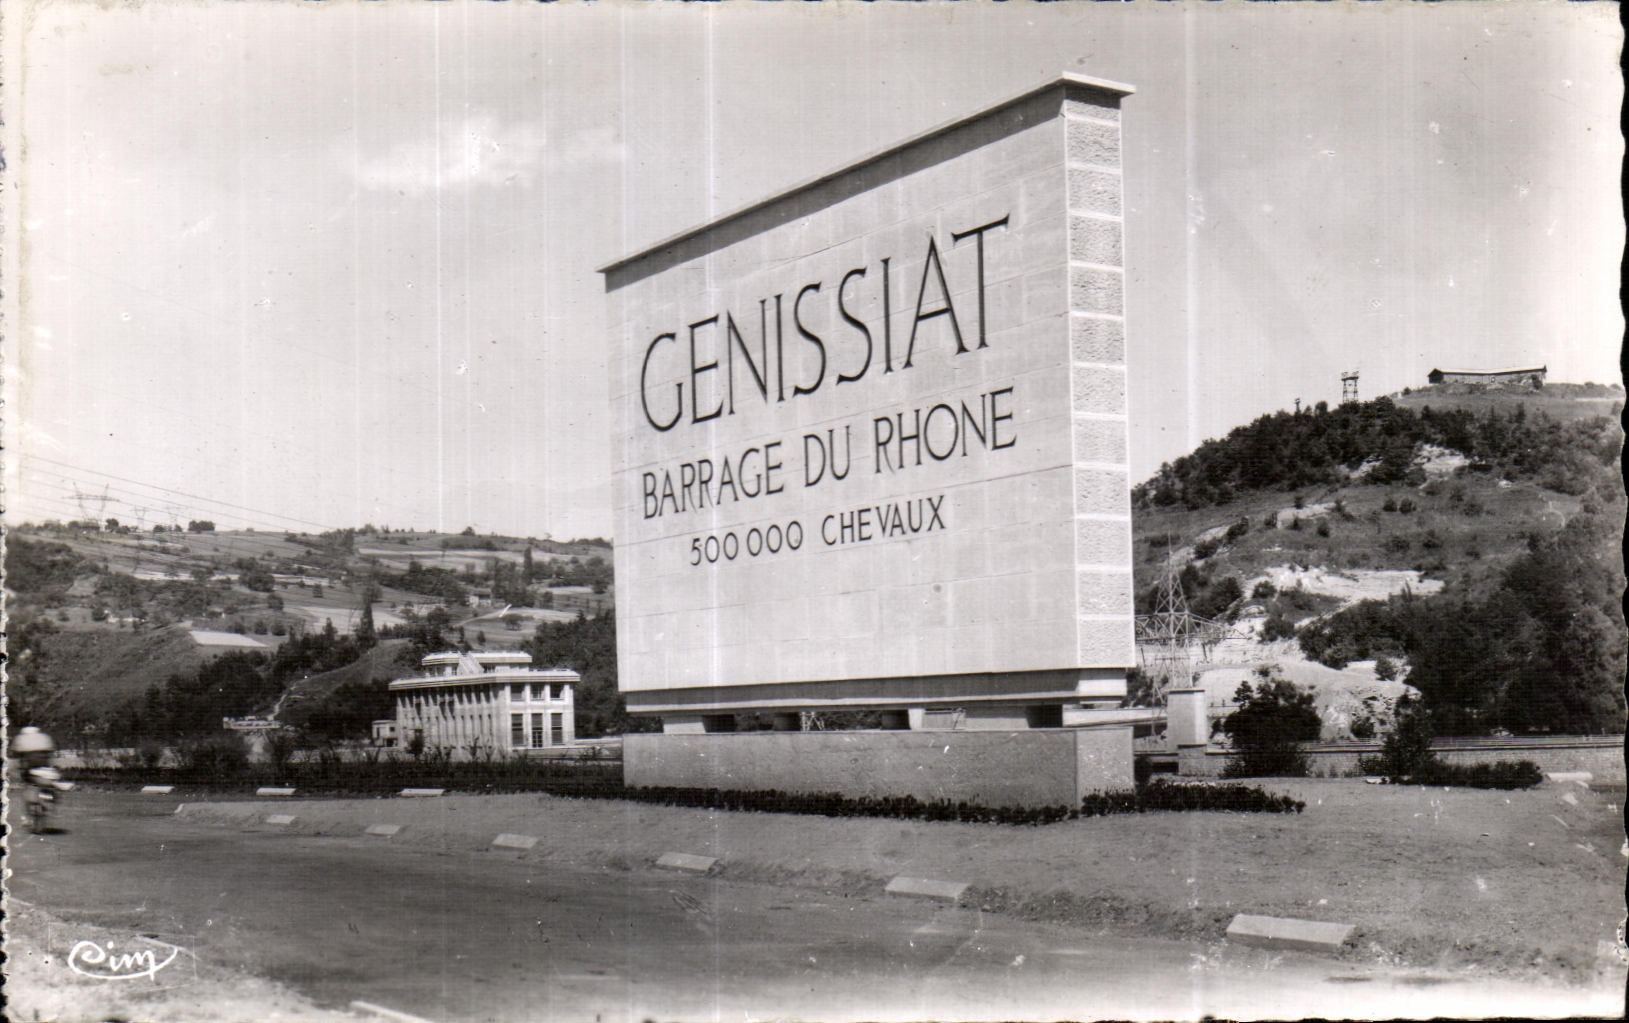 GENISSIAT
BARRAGE DU RHONE
500 000 CHEVAUX
Cim